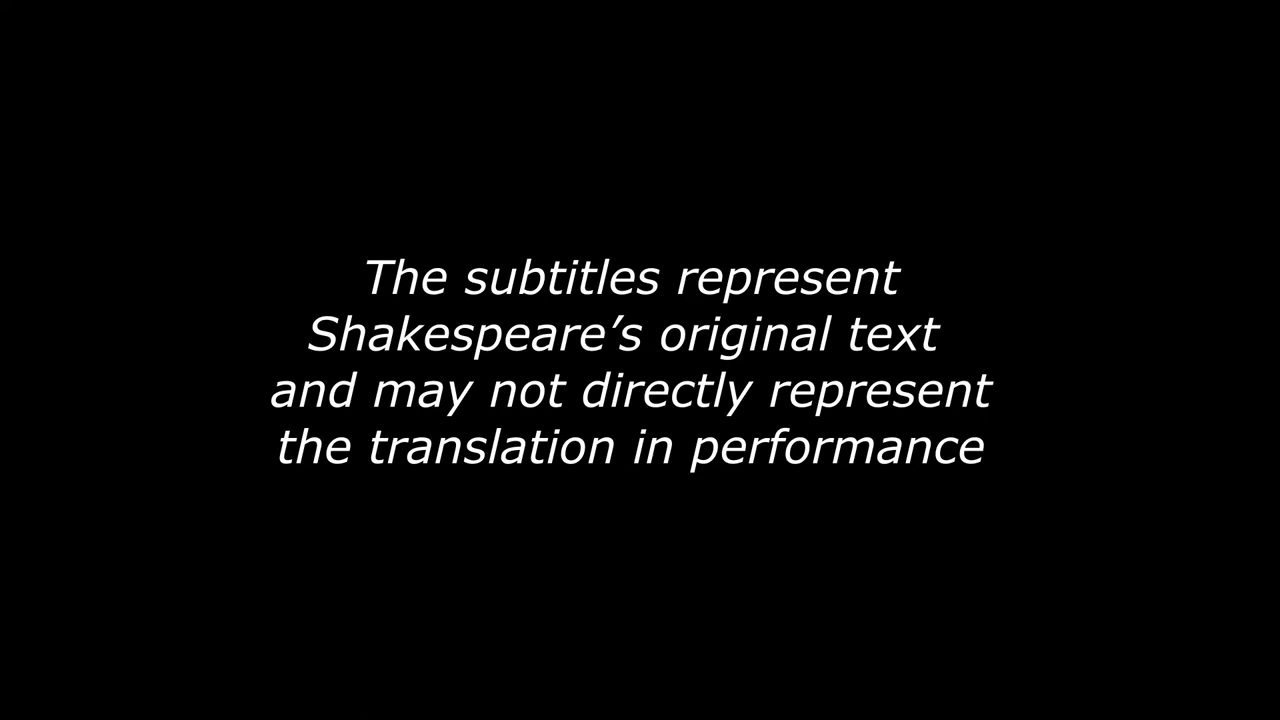 The subtitles represent
Shakespeare’s original text
and may not directly represent
the translation in performance